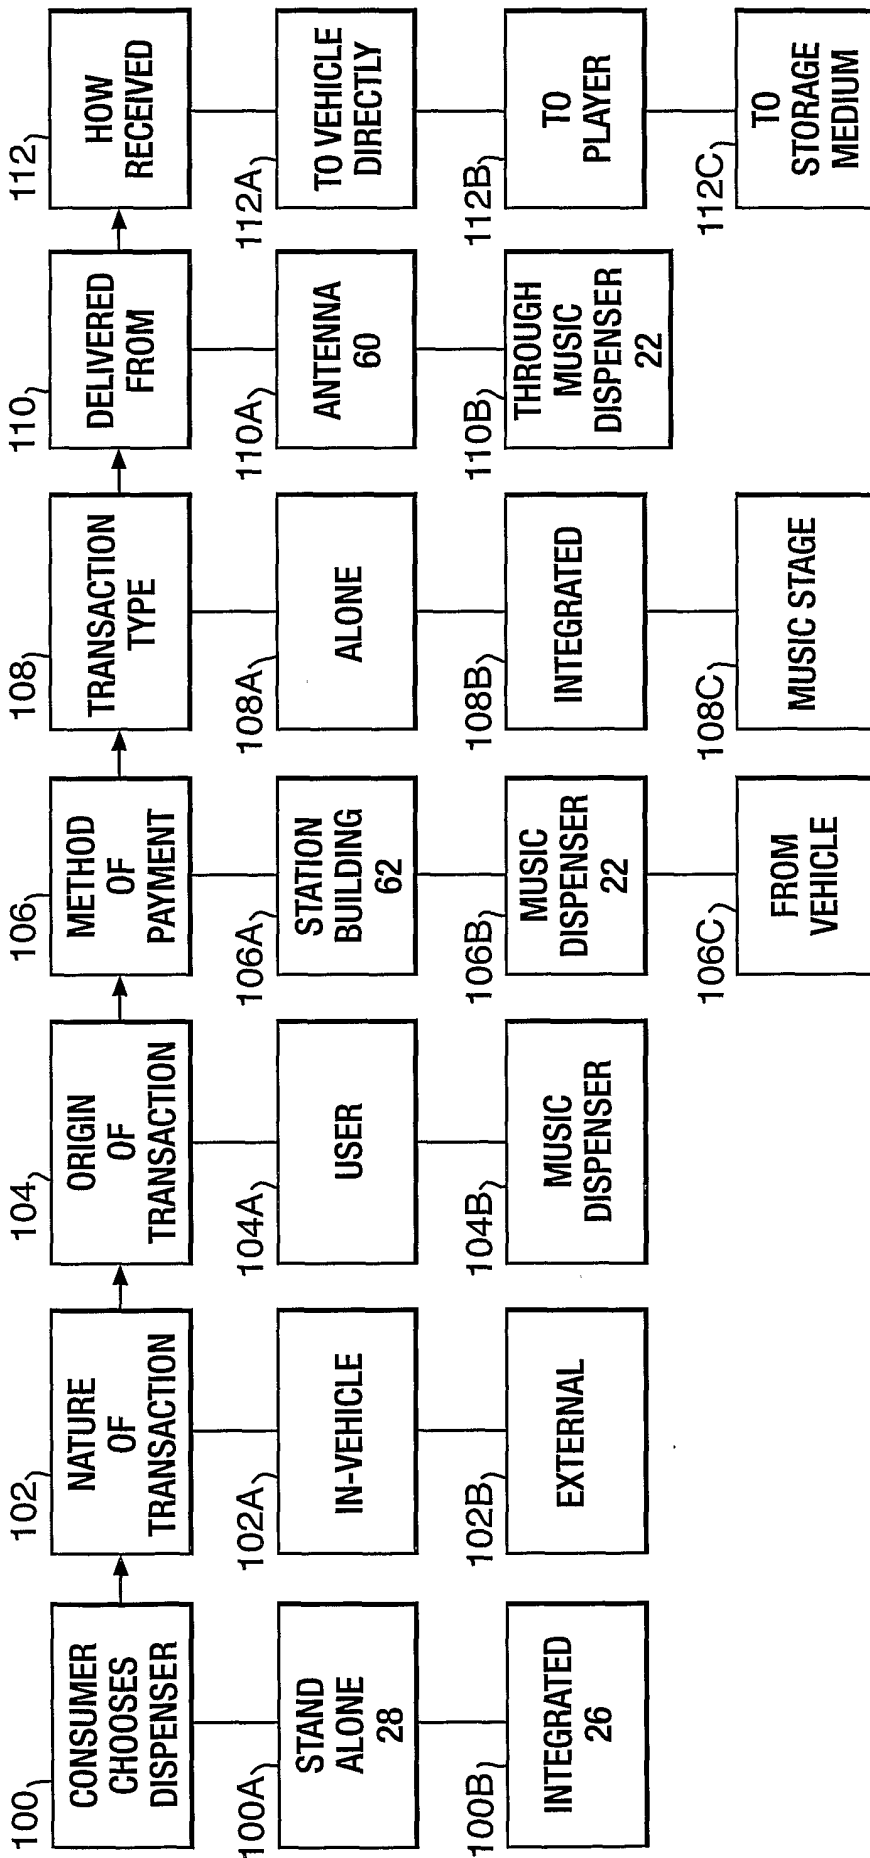 100
CONSUMER
CHOOSES
DISPENSER
100A
STAND
ALONE
28
100B
INTEGRATED
26
102
NATURE
OF
TRANSACTION
102A
IN-VEHICLE
102B
EXTERNAL
104
ORIGIN
OF
TRANSACTION
104A
USER
104B
MUSIC
DISPENSER
106
METHOD
OF
PAYMENT
106A
STATION
BUILDING
62
106B
MUSIC
DISPENSER
22
106C
FROM
VEHICLE
108
TRANSACTION
TYPE
108A
ALONE
108B
INTEGRATED
108C
MUSIC STAGE
110
DELIVERED
FROM
110A
ANTENNA
60
110B
THROUGH
MUSIC
DISPENSER
22
112
HOW
RECEIVED
112A
TO VEHICLE
DIRECTLY
112B
TO
PLAYER
112C
TO
STORAGE
MEDIUM